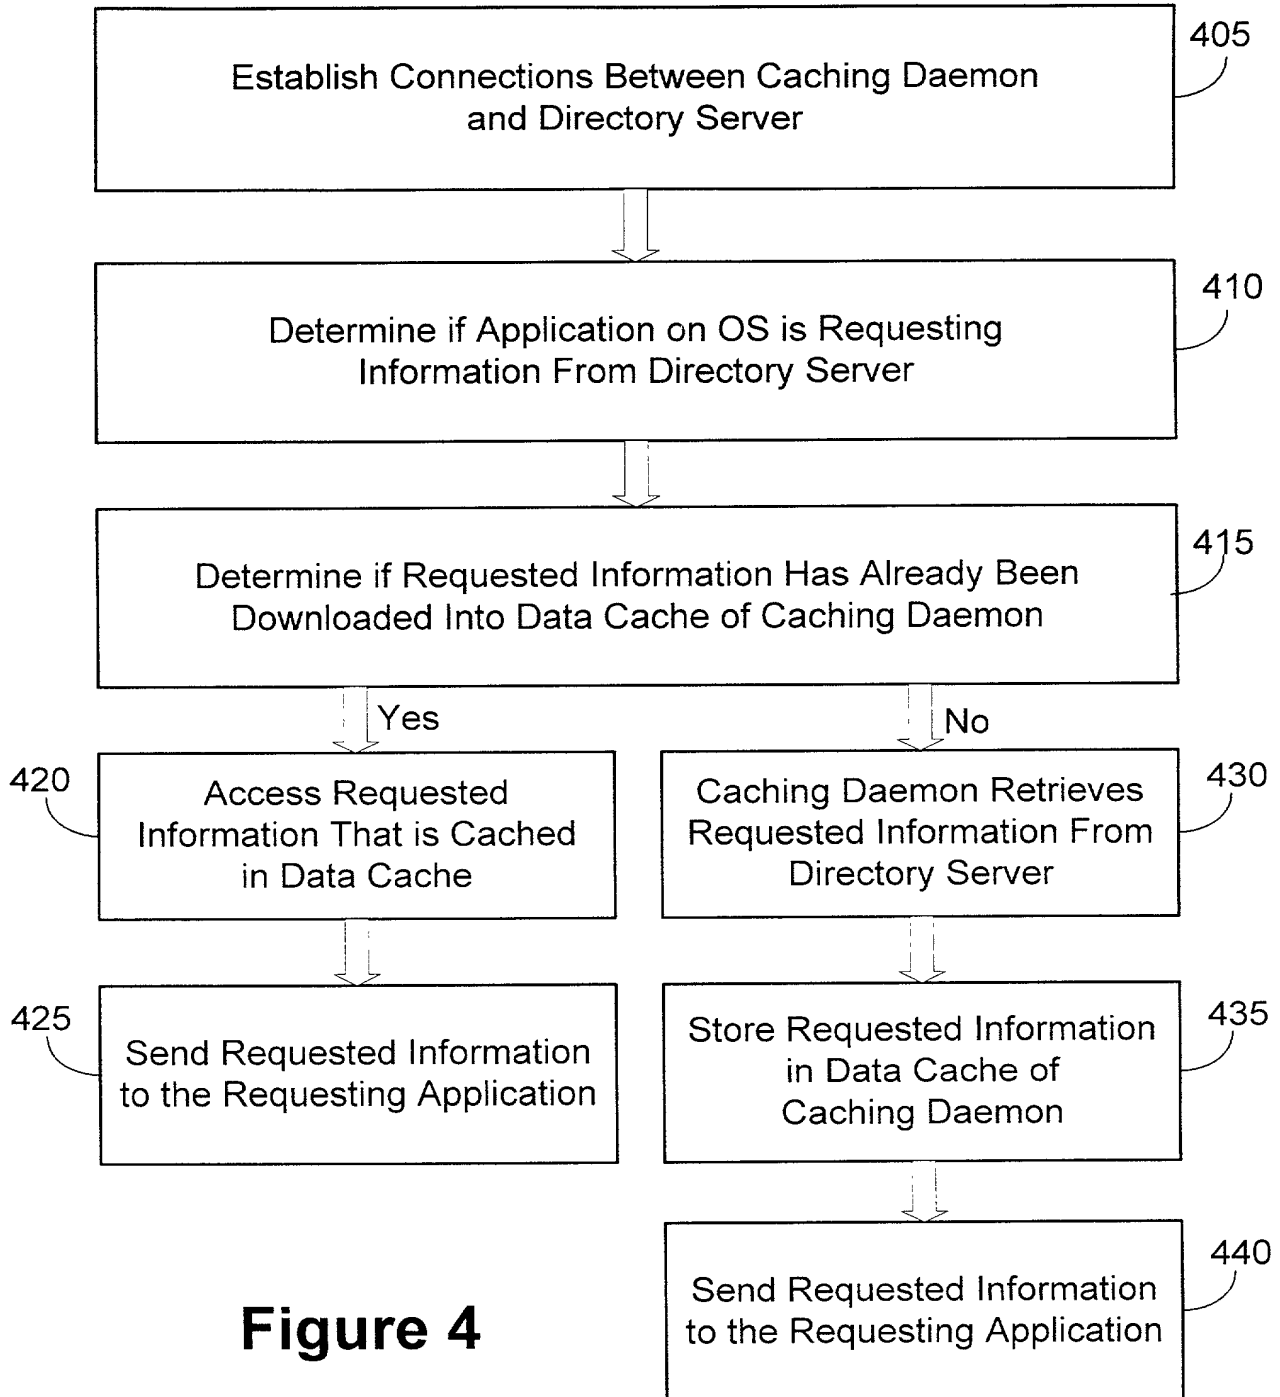 405
Establish Connections Between Caching Daemon
and Directory Server
410
Determine if Application on OS is Requesting
Information From Directory Server
415
Determine if Requested Information Has Already Been
Downloaded Into Data Cache of Caching Daemon
Yes
No
420
Access Requested
Information That is Cached
in Data Cache
430
Caching Daemon Retrieves
Requested Information From
Directory Server
425
Send Requested Information
to the Requesting Application
435
Store Requested Information
in Data Cache of
Caching Daemon
440
Send Requested Information
to the Requesting Application
Figure 4